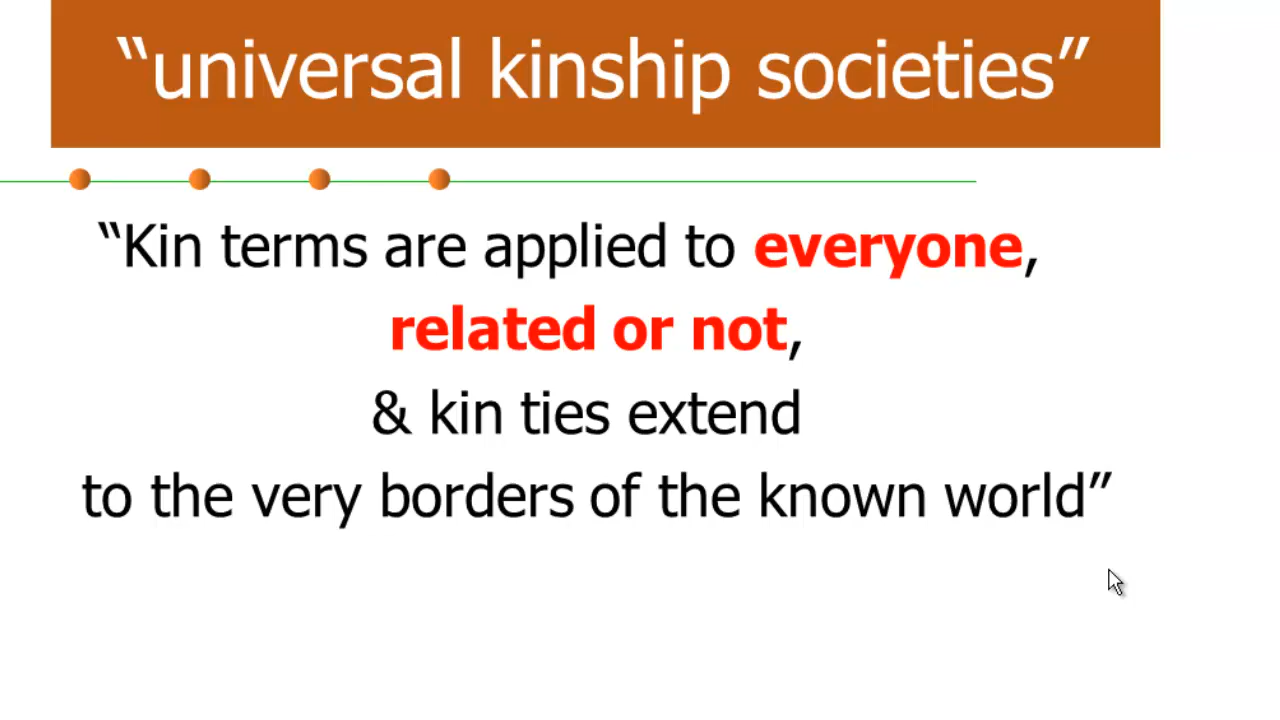 “universal kinship societies”
“Kin terms are applied to everyone,
related or not,
& kin ties extend
to the very borders of the known world”